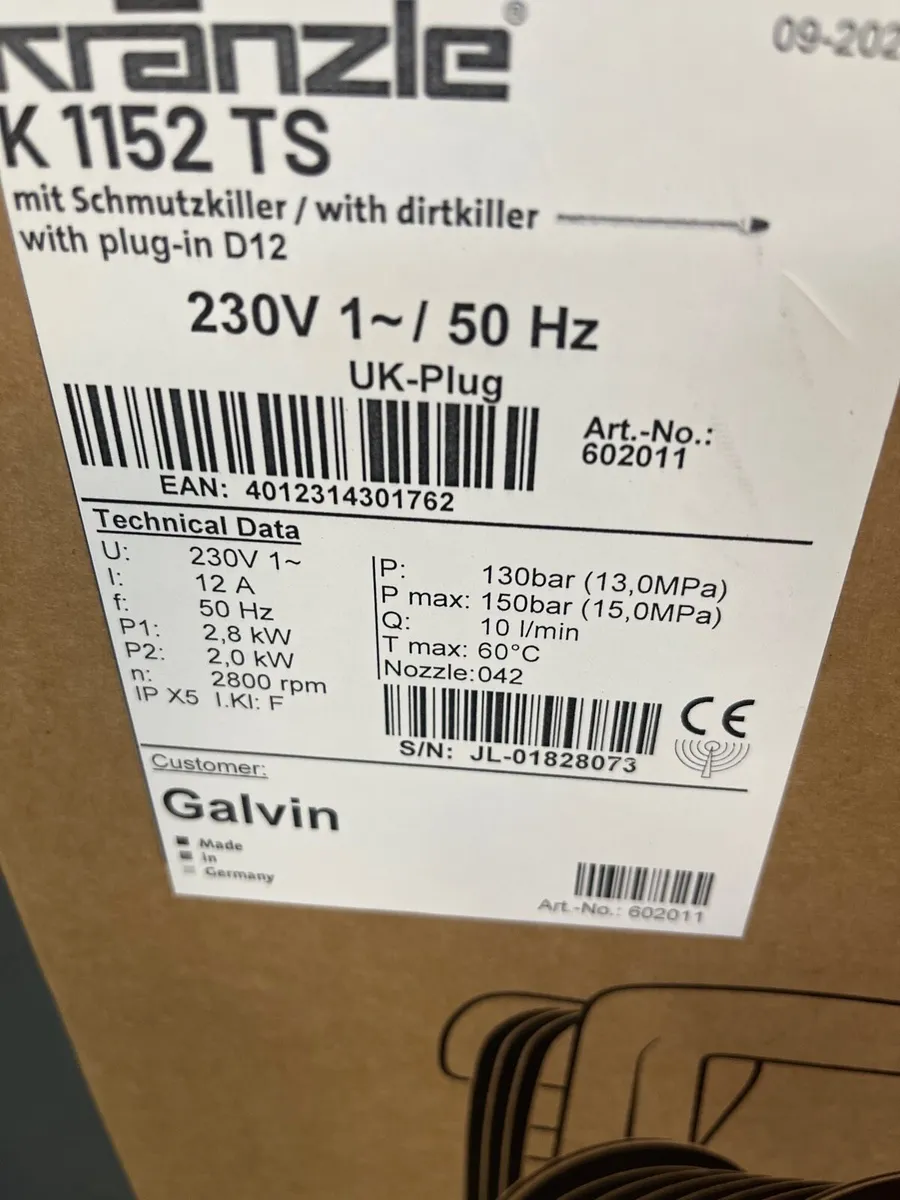 kränzle®
09-202
K 1152 TS
mit Schmutzkiller / with dirtkiller
with plug-in D12
230V 1~/ 50 Hz
UK-Plug
Art.-No.:
602011
EAN: 4012314301762
Technical Data
U: 230V 1~
I: 12 A
f: 50 Hz
P1: 2,8 kW
P2: 2,0 kW
n: 2800 rpm
IP X5 I.Kl: F
P: 130bar (13,0MPa)
P max: 150bar (15,0MPa)
Q: 10 l/min
T max: 60°C
Nozzle:042
CE
S/N: JL-01828073
Customer:
Galvin
Made
in
Germany
Art.-No.: 602011